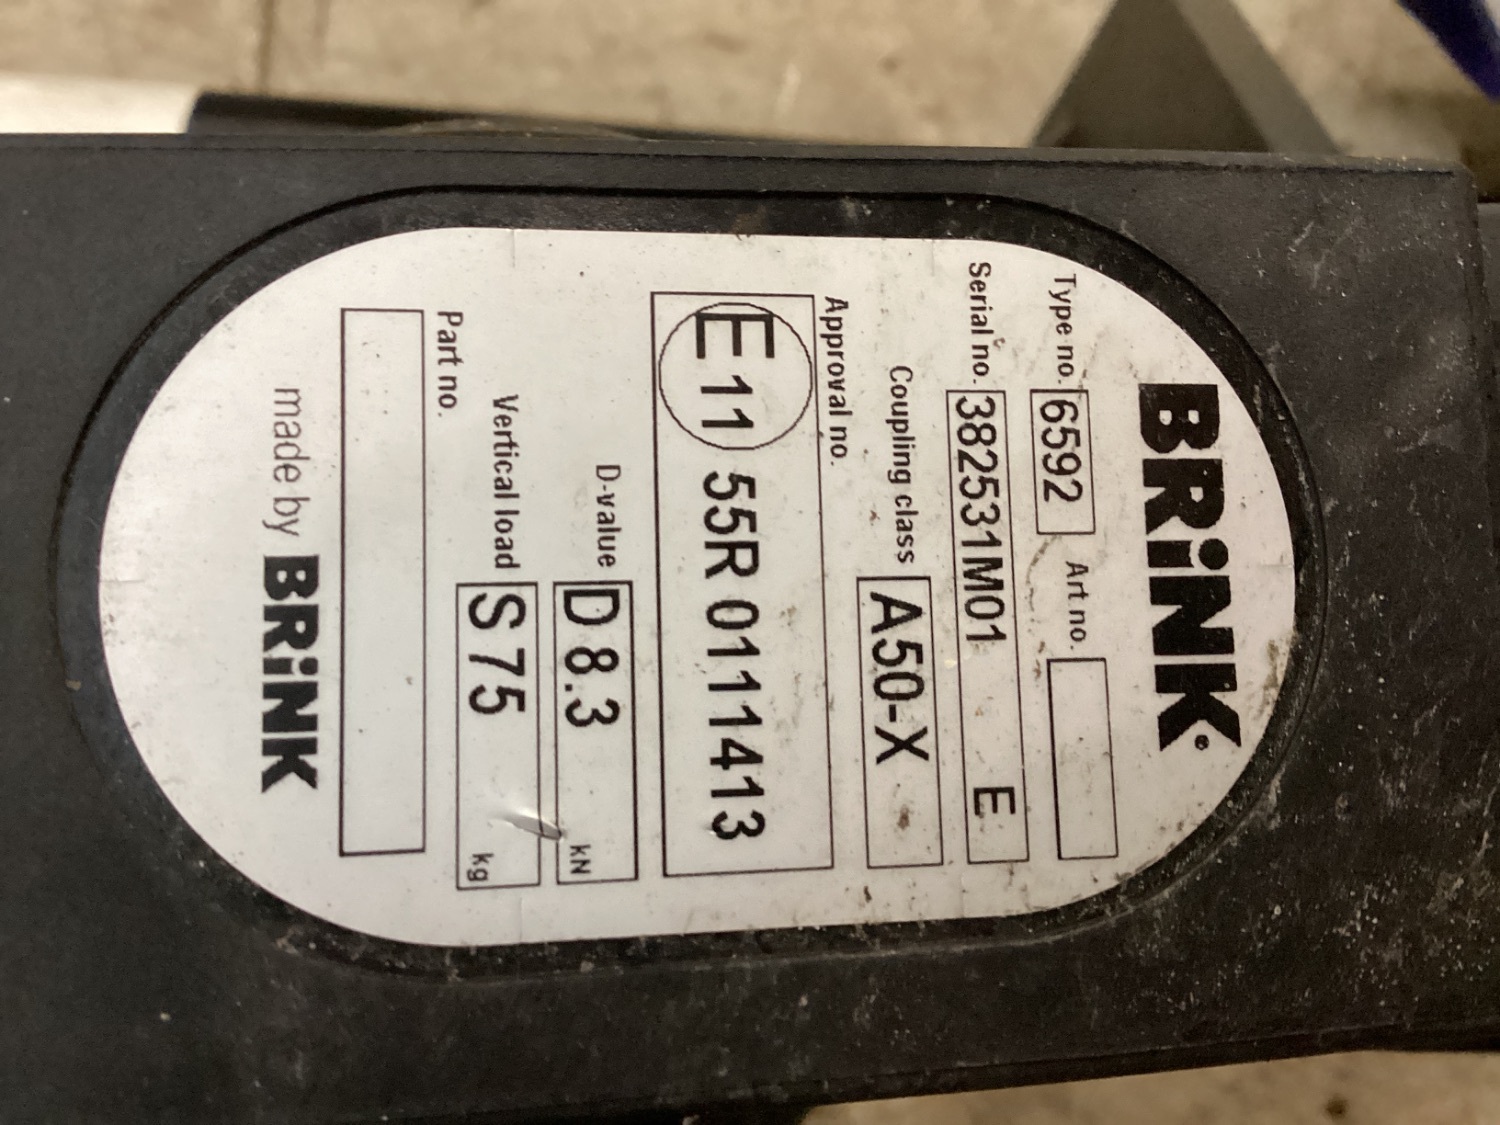 BRiNK®
Type no. 6592 Art no.
Serial no. 382531M01 E
Coupling class A50-X
Approval no.
E 11 55R 0111413
D-value D 8.3 kN
Vertical load S 75 kg
Part no.
made by BRiNK